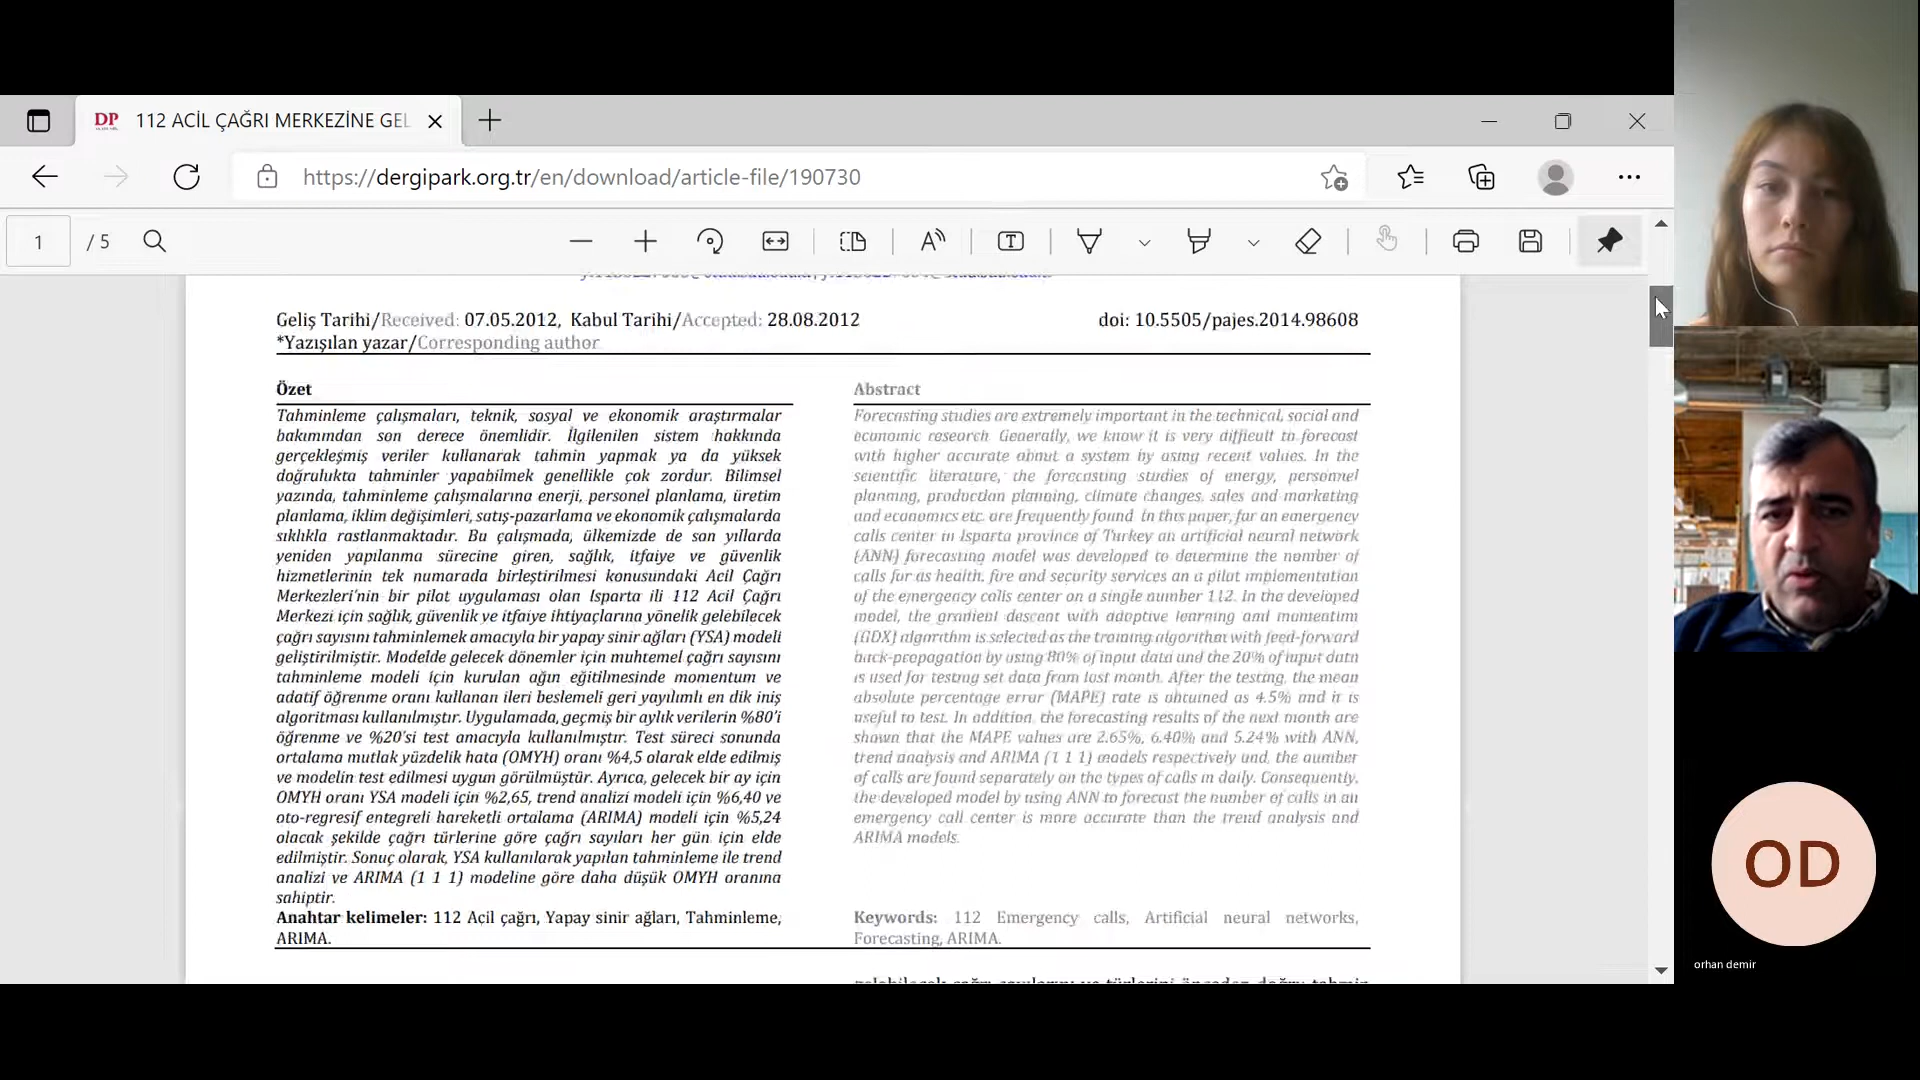 112 ACİL ÇAĞRI MERKEZİNE GEL
https://dergipark.org.tr/en/download/article-file/190730
1 / 5
Geliş Tarihi/Received: 07.05.2012, Kabul Tarihi/Accepted: 28.08.2012
doi: 10.5505/pajes.2014.98608
*Yazışılan yazar/Corresponding author
Özet
Tahminleme çalışmaları, teknik, sosyal ve ekonomik araştırmalar
bakımından son derece önemlidir. İlgilenilen sistem hakkında
gerçekleşmiş veriler kullanarak tahmin yapmak ya da yüksek
doğrulukta tahminler yapabilmek genellikle çok zordur. Bilimsel
yazında, tahminleme çalışmalarına enerji, personel planlama, üretim
planlama, iklim değişimleri, satış-pazarlama ve ekonomik çalışmalarda
sıklıkla rastlanmaktadır. Bu çalışmada, ülkemizde de son yıllarda
yeniden yapılanma sürecine giren, sağlık, itfaiye ve güvenlik
hizmetlerinin tek numarada birleştirilmesi konusundaki Acil Çağrı
Merkezleri'nin bir pilot uygulaması olan Isparta ili 112 Acil Çağrı
Merkezi için sağlık, güvenlik ve itfaiye ihtiyaçlarına yönelik gelebilecek
çağrı sayısını tahminlemek amacıyla bir yapay sinir ağları (YSA) modeli
geliştirilmiştir. Modelde gelecek dönemler için muhtemel çağrı sayısını
tahminleme modeli için kurulan ağın eğitilmesinde momentum ve
adatif öğrenme oranı kullanan ileri beslemeli geri yayılımlı en dik iniş
algoritması kullanılmıştır. Uygulamada, geçmiş bir aylık verilerin %80'i
öğrenme ve %20'si test amacıyla kullanılmıştır. Test süreci sonunda
ortalama mutlak yüzdelik hata (OMYH) oranı %4,5 olarak elde edilmiş
ve modelin test edilmesi uygun görülmüştür. Ayrıca, gelecek bir ay için
OMYH oranı YSA modeli için %2,65, trend analizi modeli için %6,40 ve
oto-regresif entegreli hareketli ortalama (ARIMA) modeli için %5,24
olacak şekilde çağrı türlerine göre çağrı sayıları her gün için elde
edilmiştir. Sonuç olarak, YSA kullanılarak yapılan tahminleme ile trend
analizi ve ARIMA (1 1 1) modeline göre daha düşük OMYH oranına
sahiptir.
Anahtar kelimeler: 112 Acil çağrı, Yapay sinir ağları, Tahminleme,
ARIMA.
Abstract
Forecasting studies are extremely important in the technical, social and
economic research. Generally, we know it is very difficult to forecast
with higher accurate about a system by using recent values. In the
scientific literature, the forecasting studies of energy, personnel
planning, production planning, climate changes, sales and marketing
and economics etc. are frequently found. In this paper, for an emergency
calls center in Isparta province of Turkey an artificial neural network
(ANN) forecasting model was developed to determine the number of
calls for as health, fire and security services an a pilot implementation
of the emergency calls center on a single number 112. In the developed
model, the gradient descent with adaptive learning and momentum
(GDX) algorithm is selected as the training algorithm with feed-forward
back-propagation by using 80% of input data and the 20% of input data
is used for testing set data from last month. After the testing, the mean
absolute percentage error (MAPE) rate is obtained as 4.5% and it is
useful to test. In addition, the forecasting results of the next month are
shown that the MAPE values are 2.65%, 6.40% and 5.24% with ANN,
trend analysis and ARIMA (1 1 1) models respectively and, the number
of calls are found separately on the types of calls in daily. Consequently,
the developed model by using ANN to forecast the number of calls in an
emergency call center is more accurate than the trend analysis and
ARIMA models.
Keywords: 112 Emergency calls, Artificial neural networks,
Forecasting, ARIMA.
OD
orhan demir